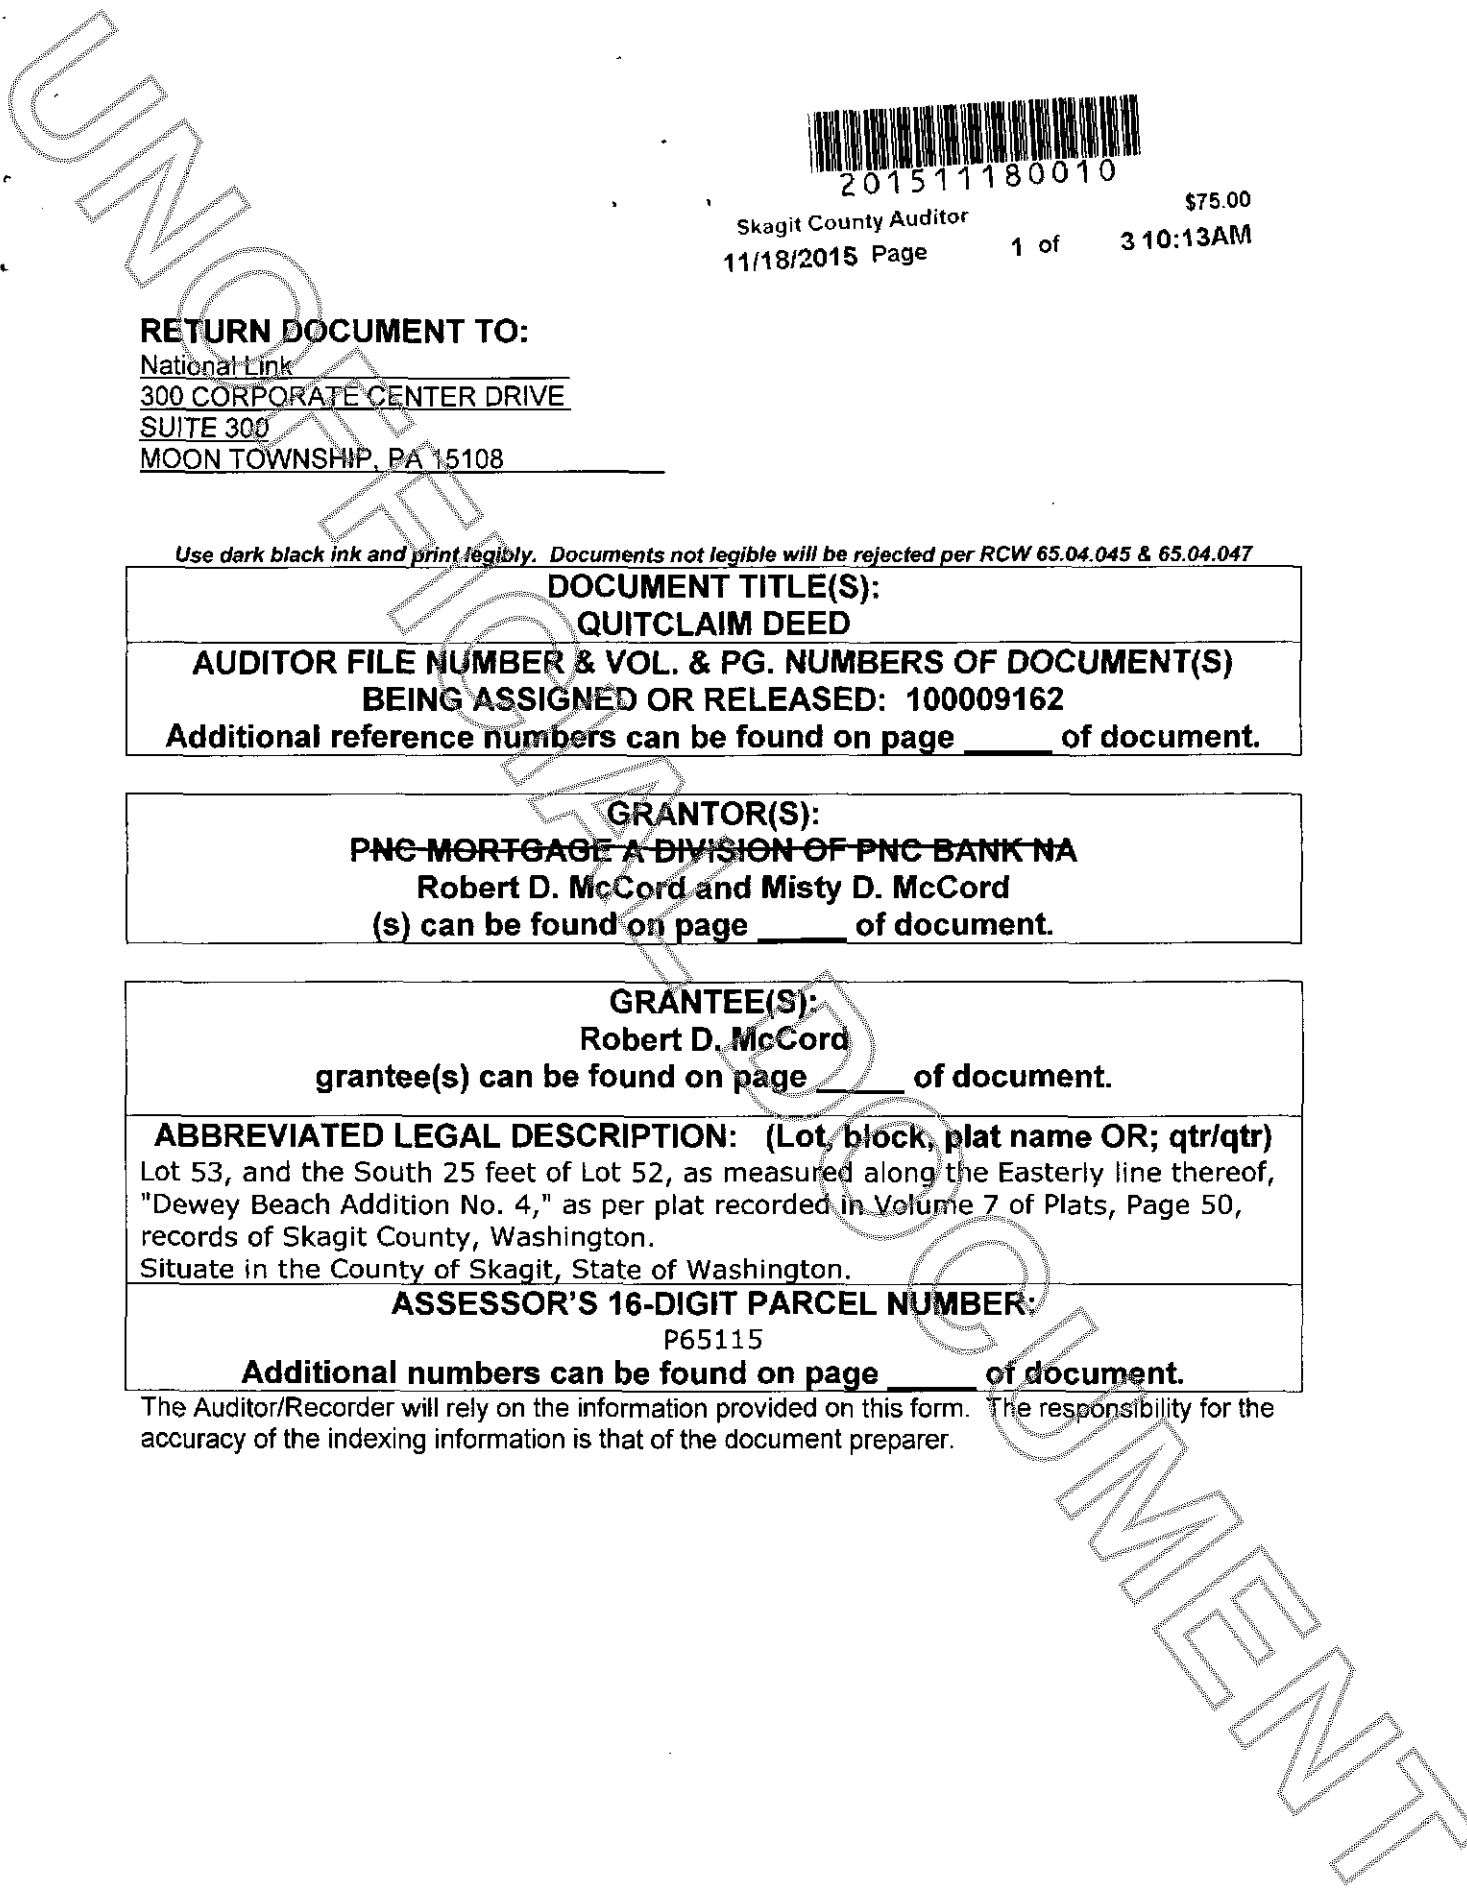 201511180010
Skagit County Auditor $75.00
11/18/2015 Page 1 of 3 10:13AM
RETURN DOCUMENT TO:
National Link
300 CORPORATE CENTER DRIVE
SUITE 300
MOON TOWNSHIP, PA 15108
Use dark black ink and print legibly. Documents not legible will be rejected per RCW 65.04.045 & 65.04.047
DOCUMENT TITLE(S):
QUITCLAIM DEED
AUDITOR FILE NUMBER & VOL. & PG. NUMBERS OF DOCUMENT(S)
BEING ASSIGNED OR RELEASED: 100009162
Additional reference numbers can be found on page ______ of document.
GRANTOR(S):
PNC MORTGAGE A DIVISION OF PNC BANK NA
Robert D. McCord and Misty D. McCord
(s) can be found on page ______ of document.
GRANTEE(S):
Robert D. McCord
grantee(s) can be found on page ______ of document.
ABBREVIATED LEGAL DESCRIPTION: (Lot, block, plat name OR; qtr/qtr)
Lot 53, and the South 25 feet of Lot 52, as measured along the Easterly line thereof,
"Dewey Beach Addition No. 4," as per plat recorded in Volume 7 of Plats, Page 50,
records of Skagit County, Washington.
Situate in the County of Skagit, State of Washington.
ASSESSOR'S 16-DIGIT PARCEL NUMBER:
P65115
Additional numbers can be found on page ______ of document.
The Auditor/Recorder will rely on the information provided on this form. The responsibility for the
accuracy of the indexing information is that of the document preparer.
UNOFFICIAL DOCUMENT